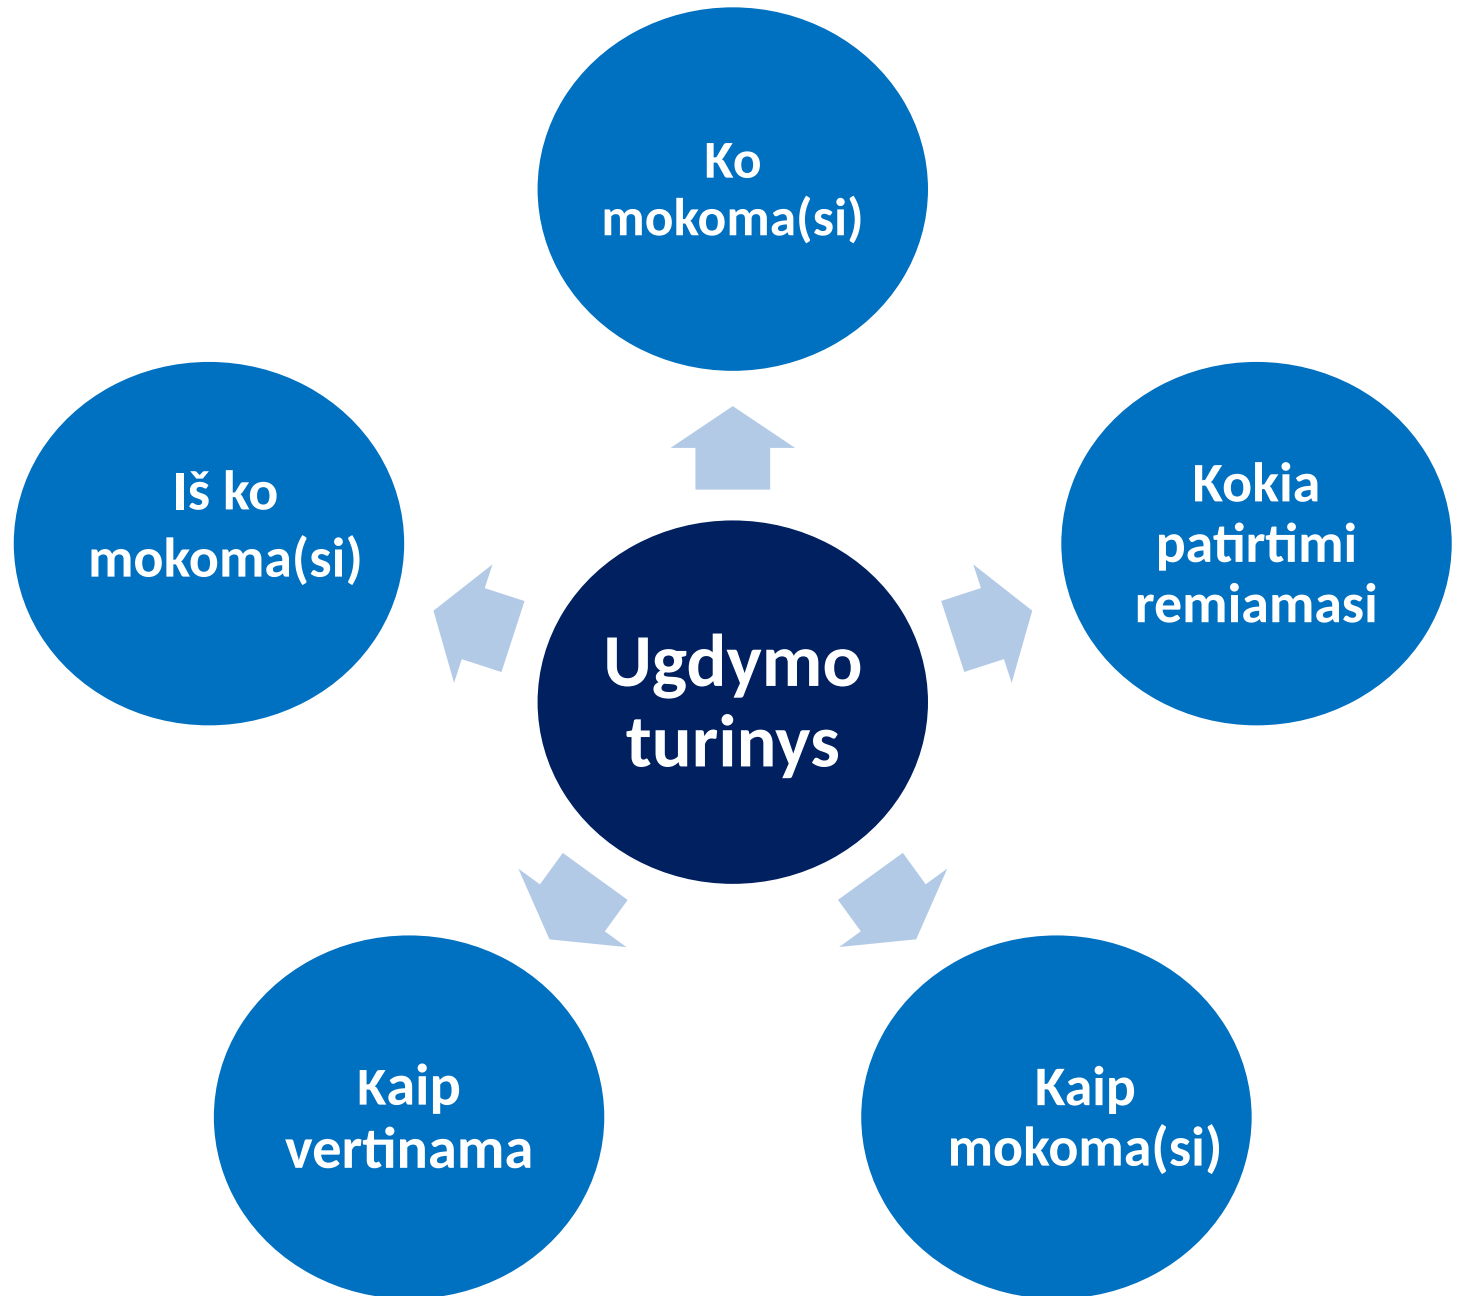 Ko
mokoma(si)
Iš ko
mokoma(si)
Kokia
patirtimi
remiamasi
Ugdymo
turinys
Kaip
vertinama
Kaip
mokoma(si)